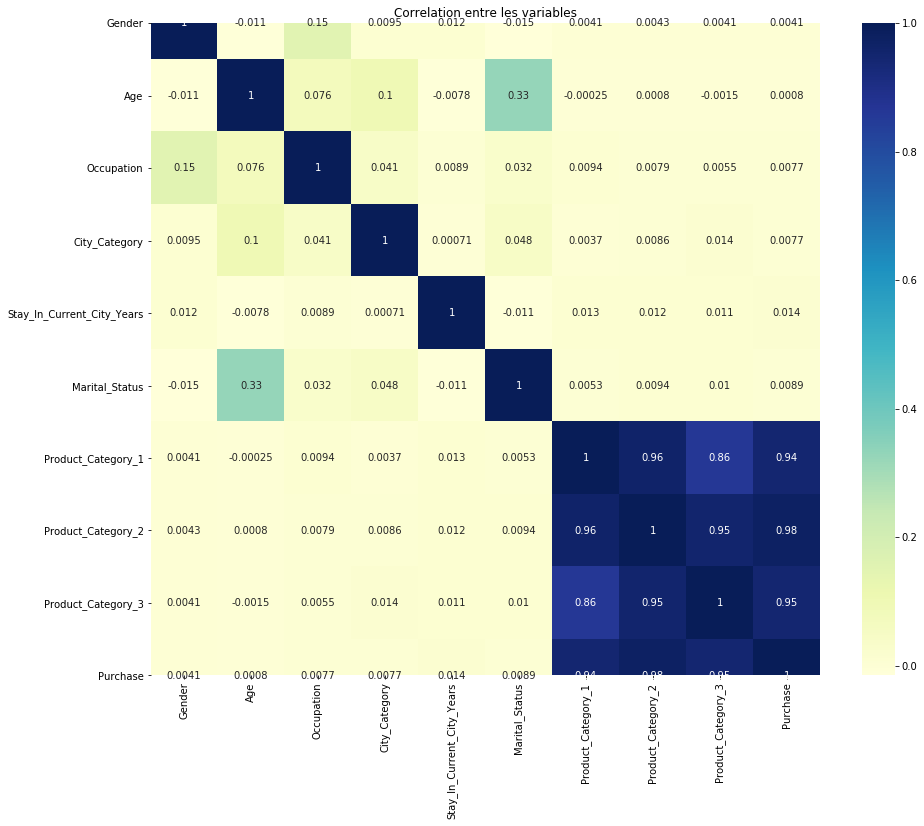 Correlation entre les variables
Gender 1 -0.011 0.15 0.0095 0.012 -0.015 0.0041 0.0043 0.0041 0.0041
Age -0.011 1 0.076 0.1 -0.0078 0.33 -0.00025 0.0008 -0.0015 0.0008
Occupation 0.15 0.076 1 0.041 0.0089 0.032 0.0094 0.0079 0.0055 0.0077
City_Category 0.0095 0.1 0.041 1 0.00071 0.048 0.0037 0.0086 0.014 0.0077
Stay_In_Current_City_Years 0.012 -0.0078 0.0089 0.00071 1 -0.011 0.013 0.012 0.011 0.014
Marital_Status -0.015 0.33 0.032 0.048 -0.011 1 0.0053 0.0094 0.01 0.0089
Product_Category_1 0.0041 -0.00025 0.0094 0.0037 0.013 0.0053 1 0.96 0.86 0.94
Product_Category_2 0.0043 0.0008 0.0079 0.0086 0.012 0.0094 0.96 1 0.95 0.98
Product_Category_3 0.0041 -0.0015 0.0055 0.014 0.011 0.01 0.86 0.95 1 0.95
Purchase 0.0041 0.0008 0.0077 0.0077 0.014 0.0089 0.94 0.98 0.95 1
Gender
Age
Occupation
City_Category
Stay_In_Current_City_Years
Marital_Status
Product_Category_1
Product_Category_2
Product_Category_3
Purchase
1.0
0.8
0.6
0.4
0.2
0.0